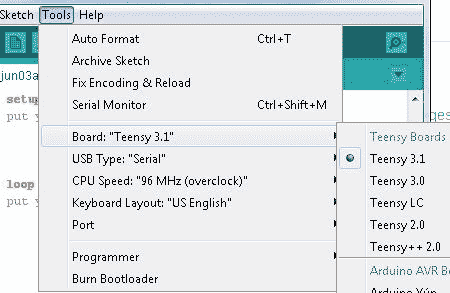 Sketch Tools Help
Auto Format Ctrl+T
Archive Sketch
jun03a
Fix Encoding & Reload
setup
Serial Monitor Ctrl+Shift+M
put y
ges
Board: "Teensy 3.1"
Teensy Boards
USB Type: "Serial"
Teensy 3.1
CPU Speed: "96 MHz (overclock)"
Teensy 3.0
loop
Keyboard Layout: "US English"
Teensy LC
put y
Port
Teensy 2.0
Teensy++ 2.0
Programmer
Arduino AVR Bo
Burn Bootloader
Arduino Yún